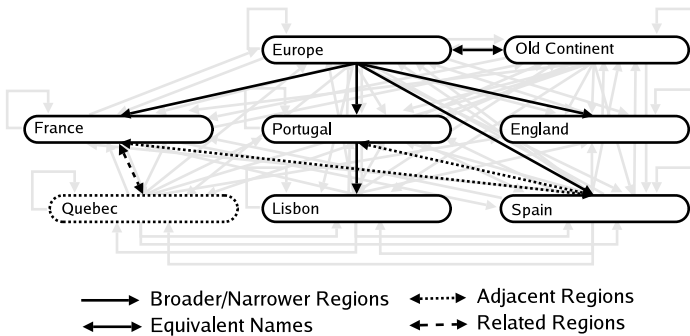 Europe
Old Continent
France
Portugal
England
Quebec
Lisbon
Spain
Broader/Narrower Regions
Adjacent Regions
Equivalent Names
Related Regions